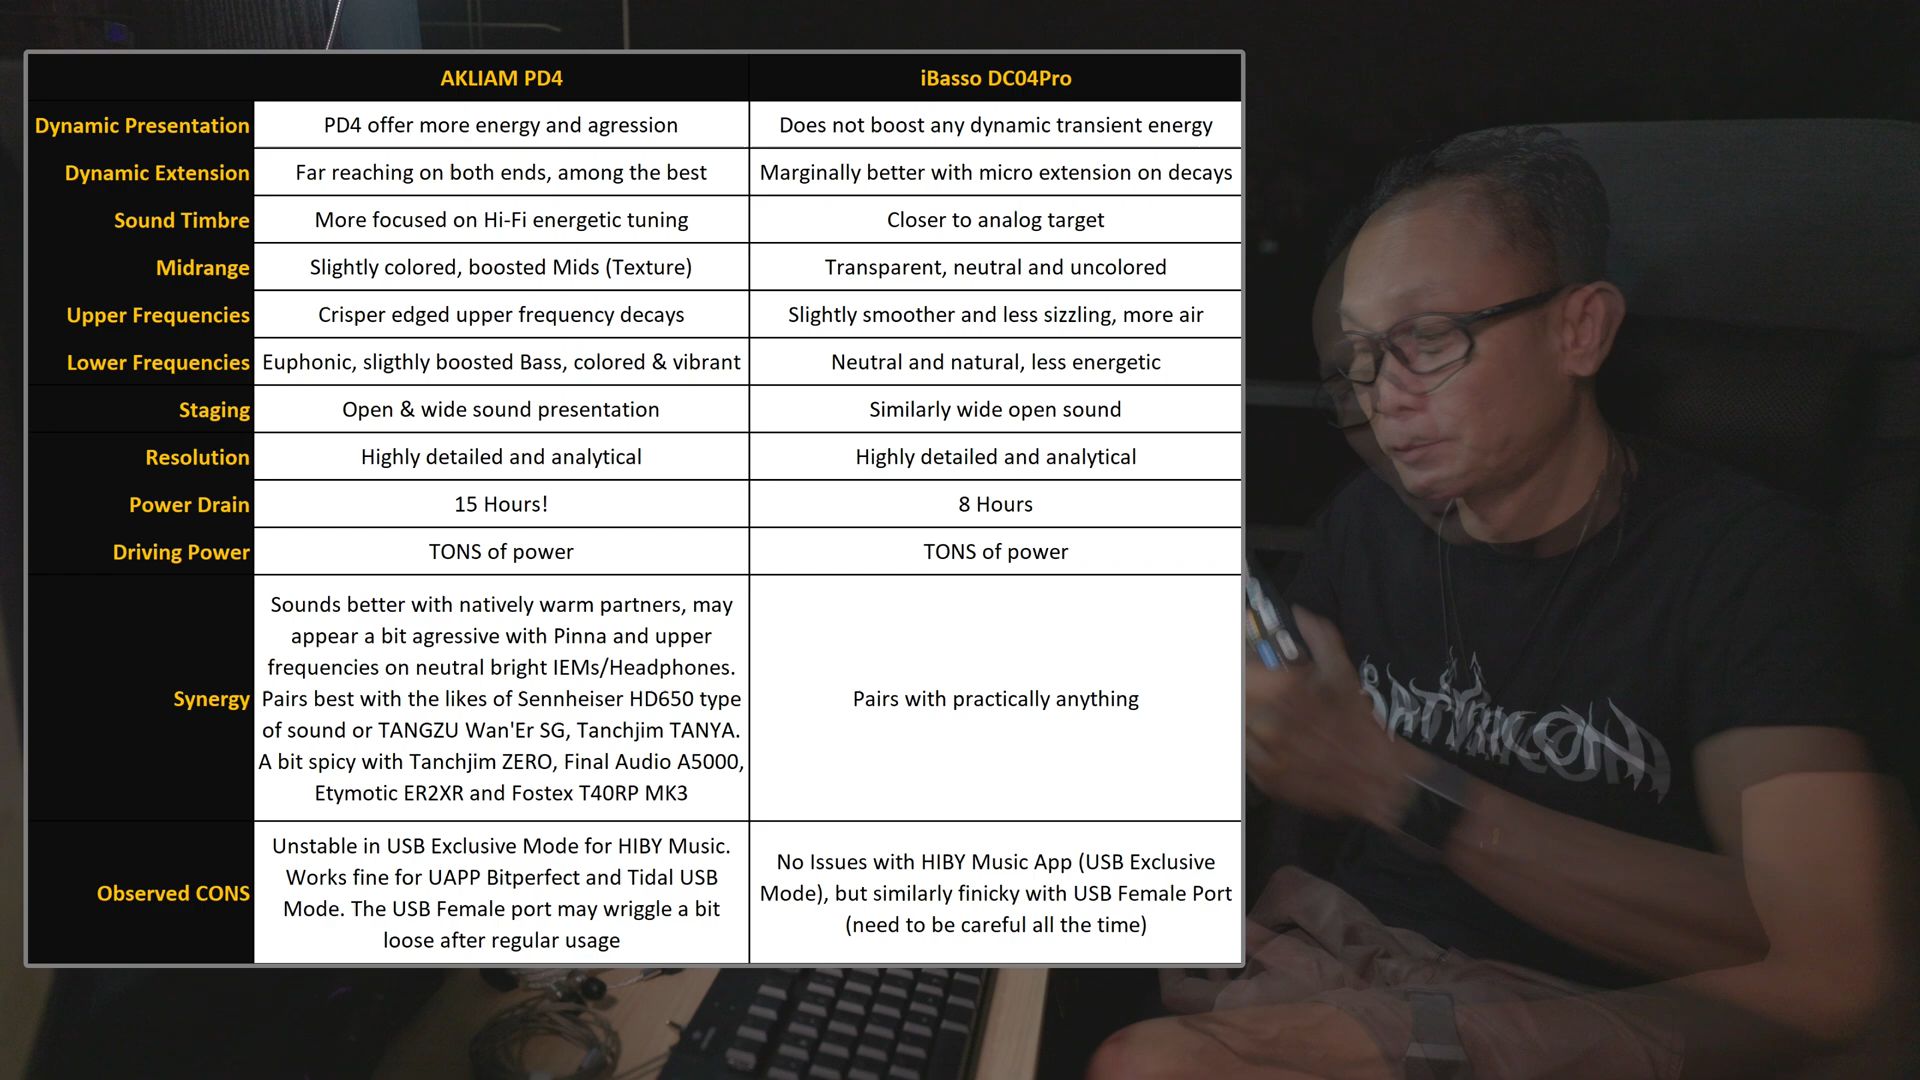 AKLIAM PD4 iBasso DC04Pro
Dynamic Presentation PD4 offer more energy and agression Does not boost any dynamic transient energy
Dynamic Extension Far reaching on both ends, among the best Marginally better with micro extension on decays
Sound Timbre More focused on Hi-Fi energetic tuning Closer to analog target
Midrange Slightly colored, boosted Mids (Texture) Transparent, neutral and uncolored
Upper Frequencies Crisper edged upper frequency decays Slightly smoother and less sizzling, more air
Lower Frequencies Euphonic, sligthly boosted Bass, colored & vibrant Neutral and natural, less energetic
Staging Open & wide sound presentation Similarly wide open sound
Resolution Highly detailed and analytical Highly detailed and analytical
Power Drain 15 Hours! 8 Hours
Driving Power TONS of power TONS of power
Synergy
Sounds better with natively warm partners, may
appear a bit agressive with Pinna and upper
frequencies on neutral bright IEMs/Headphones.
Pairs best with the likes of Sennheiser HD650 type
of sound or TANGZU Wan'Er SG, Tanchjim TANYA.
A bit spicy with Tanchjim ZERO, Final Audio A5000,
Etymotic ER2XR and Fostex T40RP MK3
Pairs with practically anything
Observed CONS
Unstable in USB Exclusive Mode for HIBY Music.
Works fine for UAPP Bitperfect and Tidal USB
Mode. The USB Female port may wriggle a bit
loose after regular usage
No Issues with HIBY Music App (USB Exclusive
Mode), but similarly finicky with USB Female Port
(need to be careful all the time)
SATYRICON